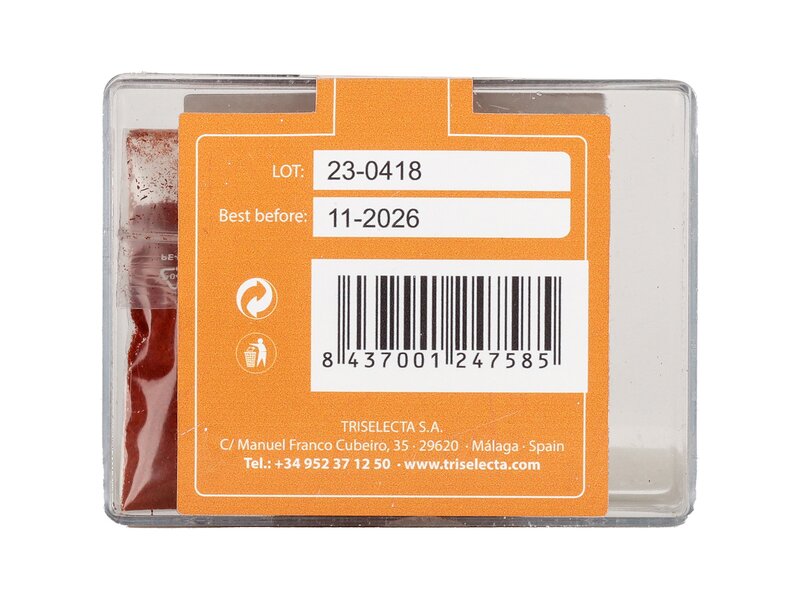 LOT: 23-0418
Best before: 11-2026
8 437001 247585
TRISELECTA S.A.
C/ Manuel Franco Cubeiro, 35 · 29620 · Málaga · Spain
Tel.: +34 952 37 12 50 · www.triselecta.com